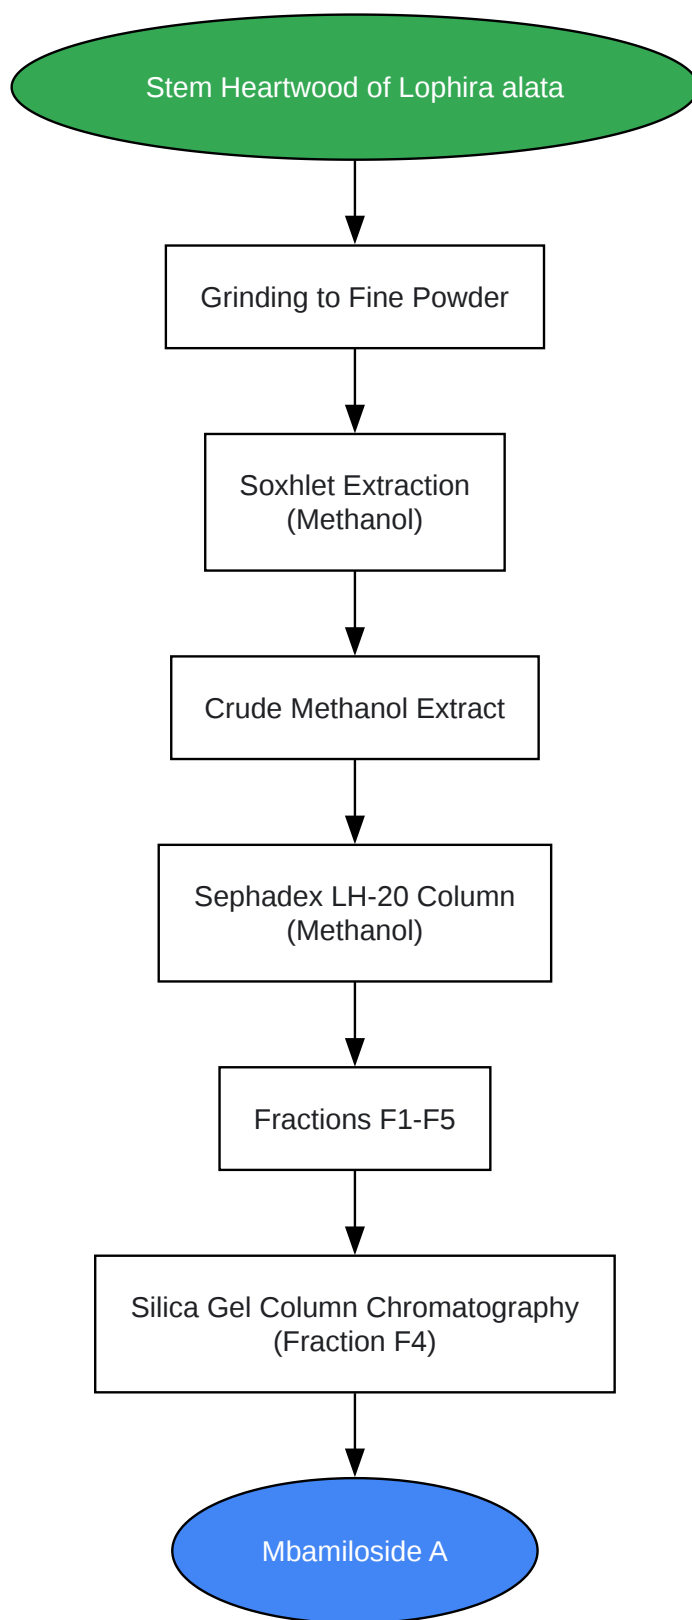 Stem Heartwood of Lophira alata
Grinding to Fine Powder
Soxhlet Extraction
(Methanol)
Crude Methanol Extract
Sephadex LH-20 Column
(Methanol)
Fractions F1-F5
Silica Gel Column Chromatography
(Fraction F4)
Mbamiloside A